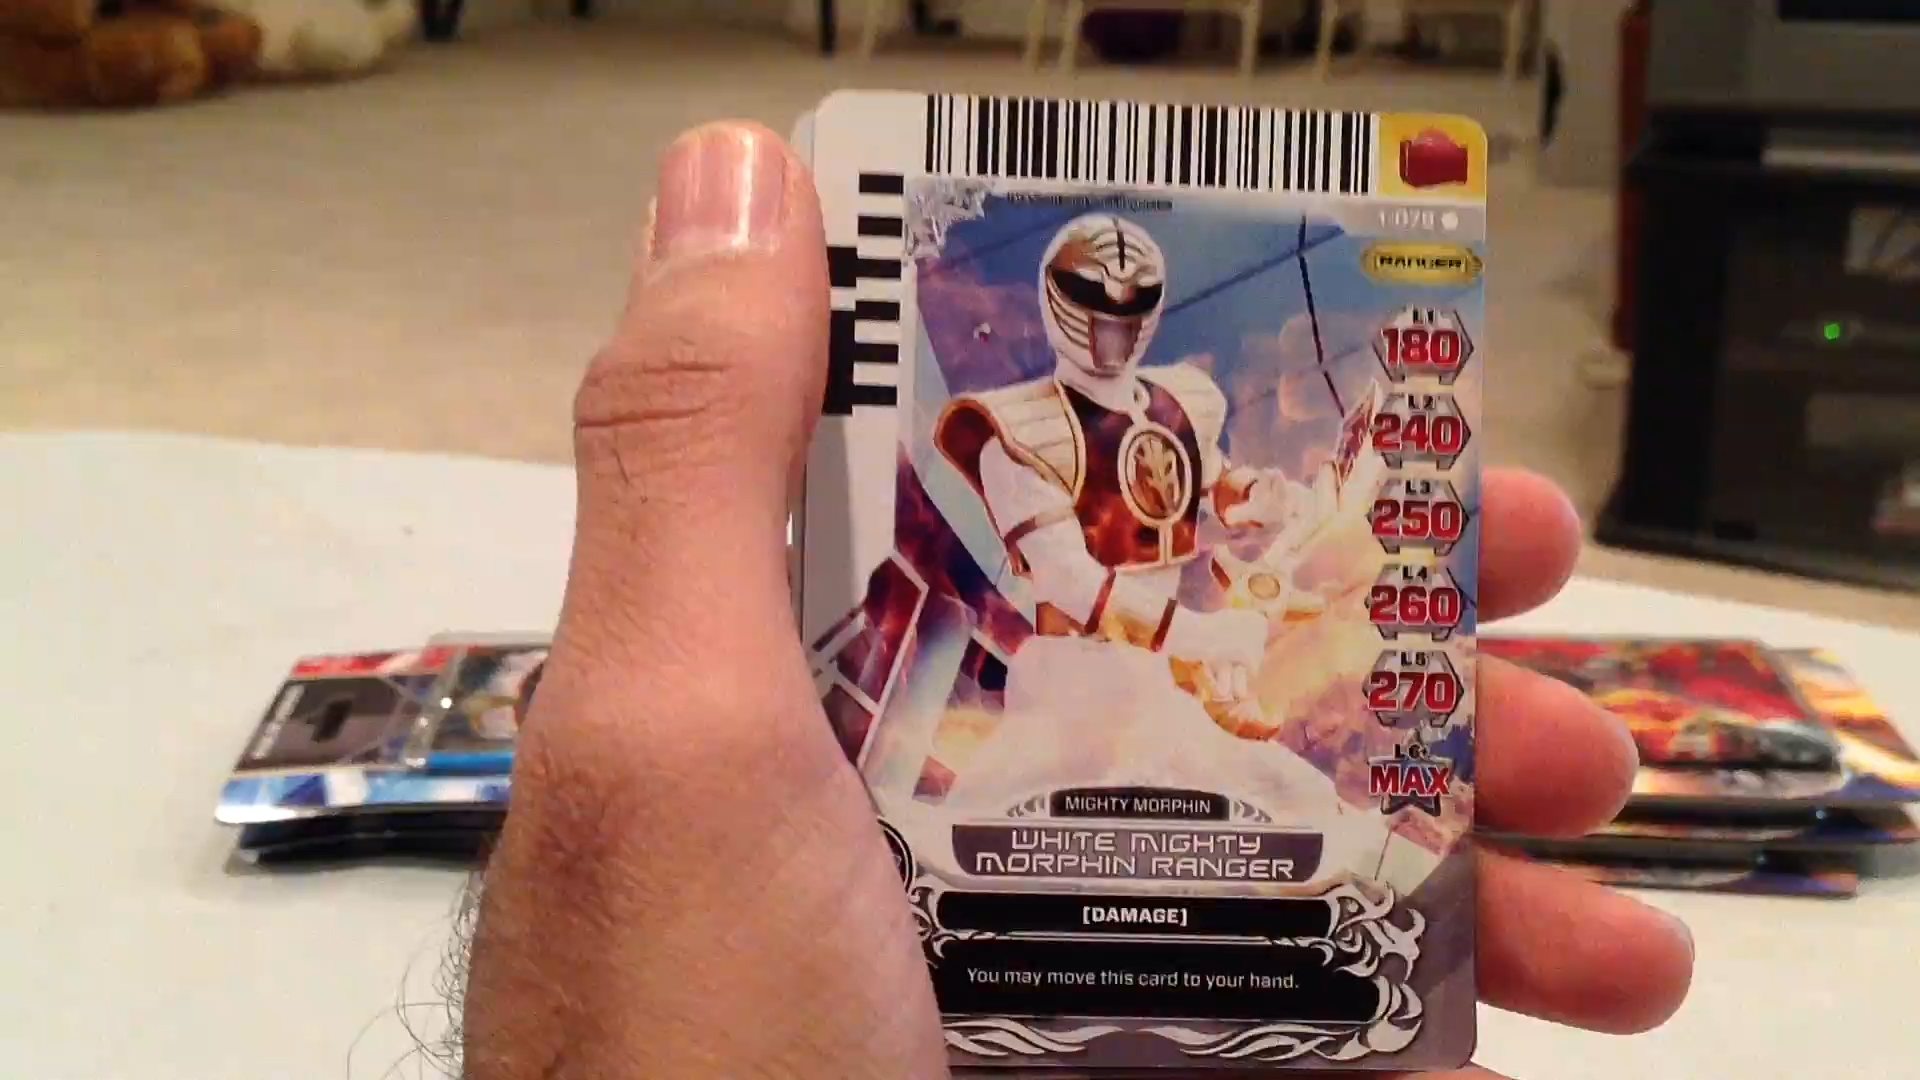 1-078
RANGER
L1
180
L2
240
L3
250
L4
260
L5
270
L6+
MAX
MIGHTY MORPHIN
WHITE MIGHTY
MORPHIN RANGER
[DAMAGE]
You may move this card to your hand.